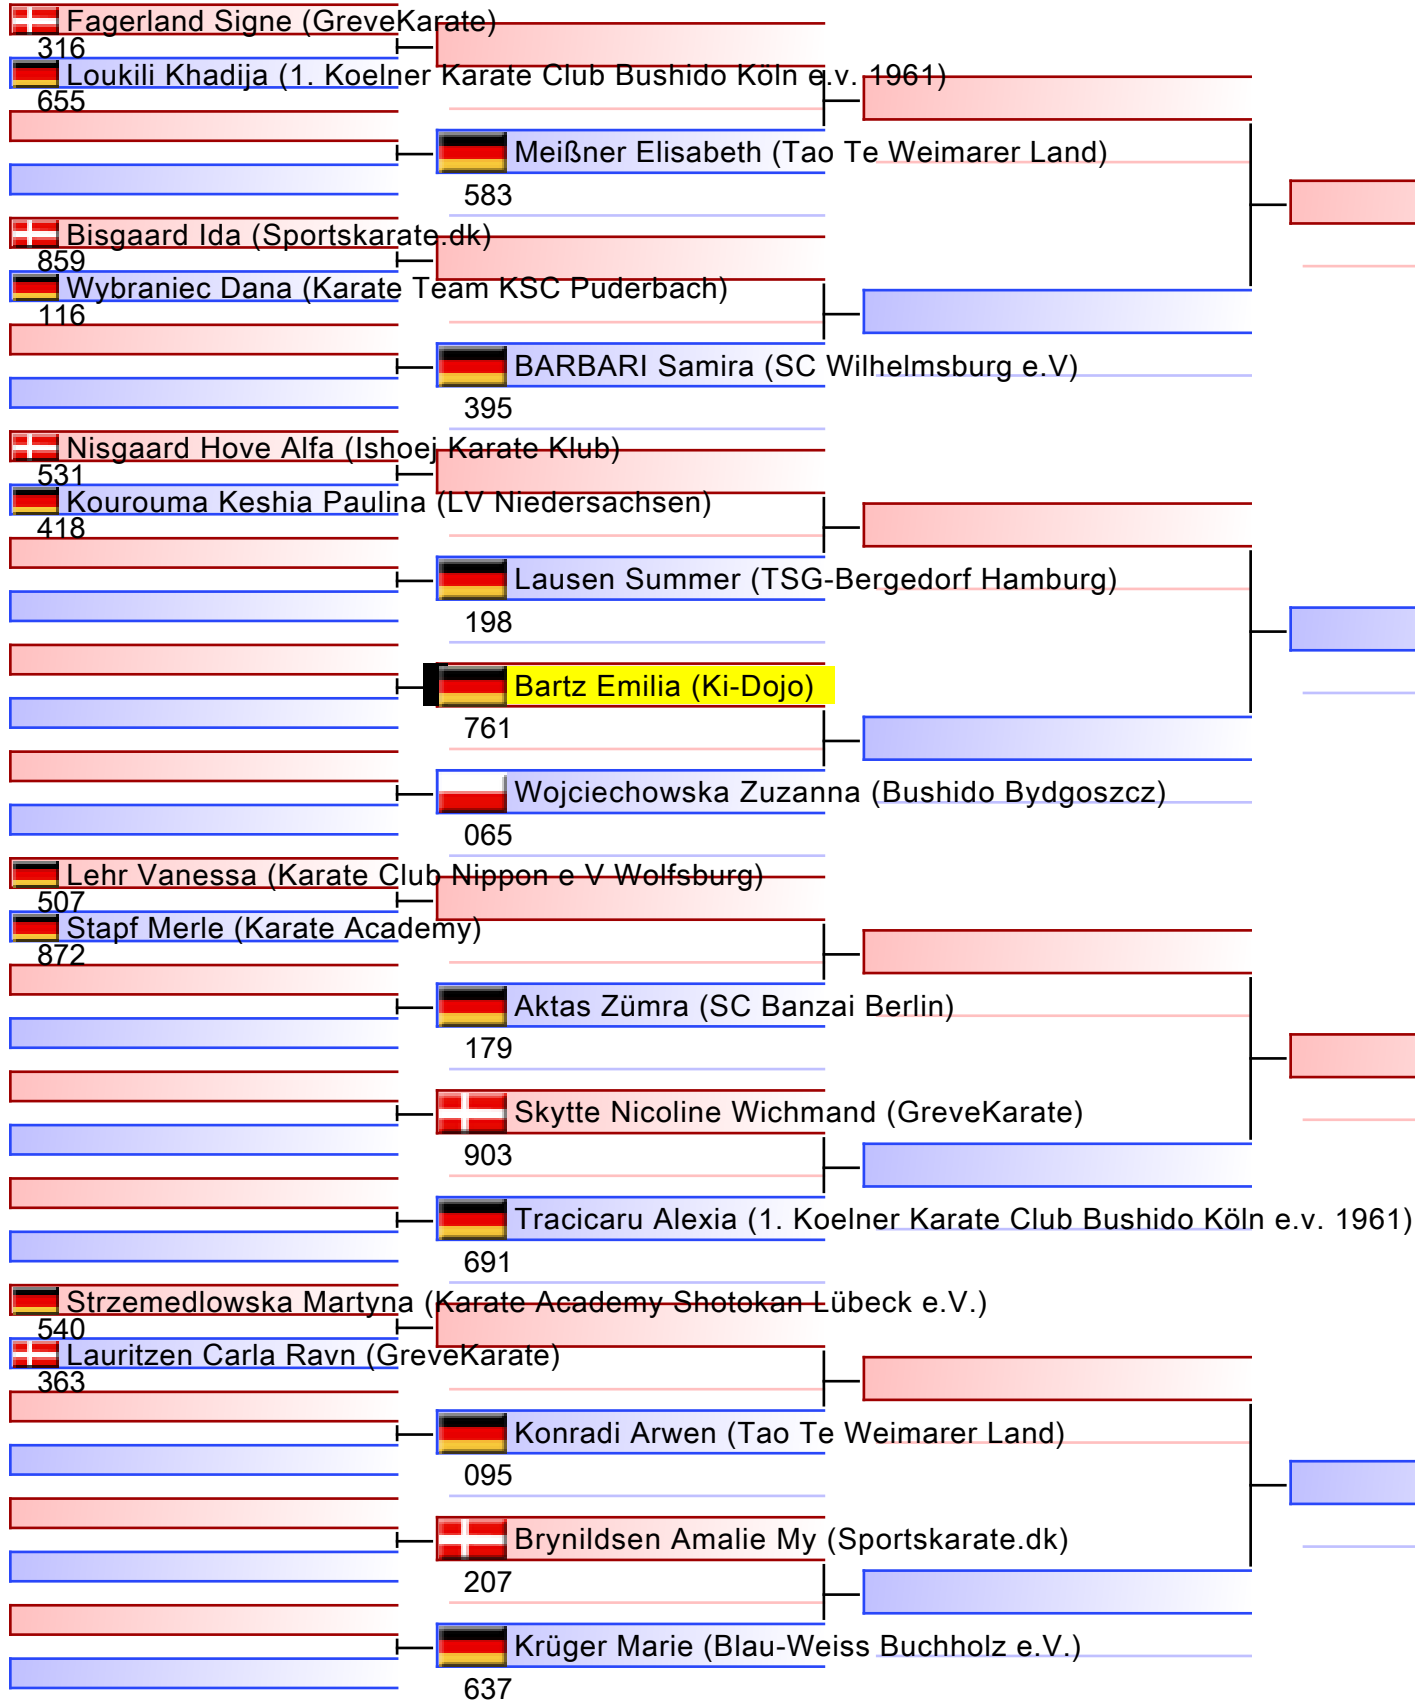 Fagerland Signe (GreveKarate)
316
Loukili Khadija (1. Koelner Karate Club Bushido Köln e.v. 1961)
655
Meißner Elisabeth (Tao Te Weimarer Land)
583
Bisgaard Ida (Sportskarate.dk)
859
Wybraniec Dana (Karate Team KSC Puderbach)
116
BARBARI Samira (SC Wilhelmsburg e.V)
395
Nisgaard Hove Alfa (Ishoej Karate Klub)
531
Kourouma Keshia Paulina (LV Niedersachsen)
418
Lausen Summer (TSG-Bergedorf Hamburg)
198
Bartz Emilia (Ki-Dojo)
761
Wojciechowska Zuzanna (Bushido Bydgoszcz)
065
Lehr Vanessa (Karate Club Nippon e V Wolfsburg)
507
Stapf Merle (Karate Academy)
872
Aktas Zümra (SC Banzai Berlin)
179
Skytte Nicoline Wichmand (GreveKarate)
903
Tracicaru Alexia (1. Koelner Karate Club Bushido Köln e.v. 1961)
691
Strzemedlowska Martyna (Karate Academy Shotokan Lübeck e.V.)
540
Lauritzen Carla Ravn (GreveKarate)
363
Konradi Arwen (Tao Te Weimarer Land)
095
Brynildsen Amalie My (Sportskarate.dk)
207
Krüger Marie (Blau-Weiss Buchholz e.V.)
637